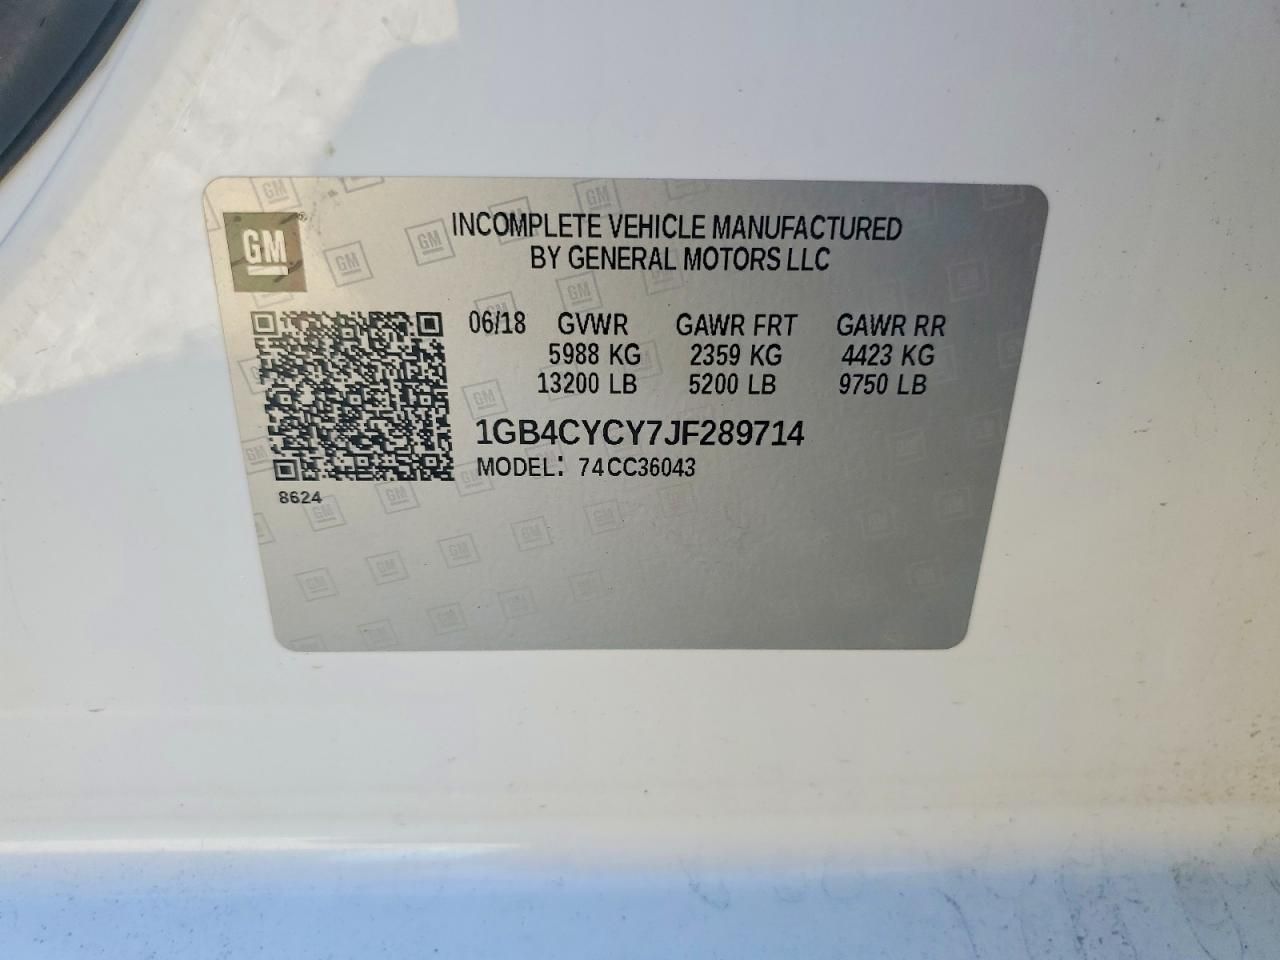 GM
INCOMPLETE VEHICLE MANUFACTURED
BY GENERAL MOTORS LLC
06/18 GVWR GAWR FRT GAWR RR
5988 KG 2359 KG 4423 KG
13200 LB 5200 LB 9750 LB
1GB4CYCY7JF289714
MODEL: 74CC36043
8624